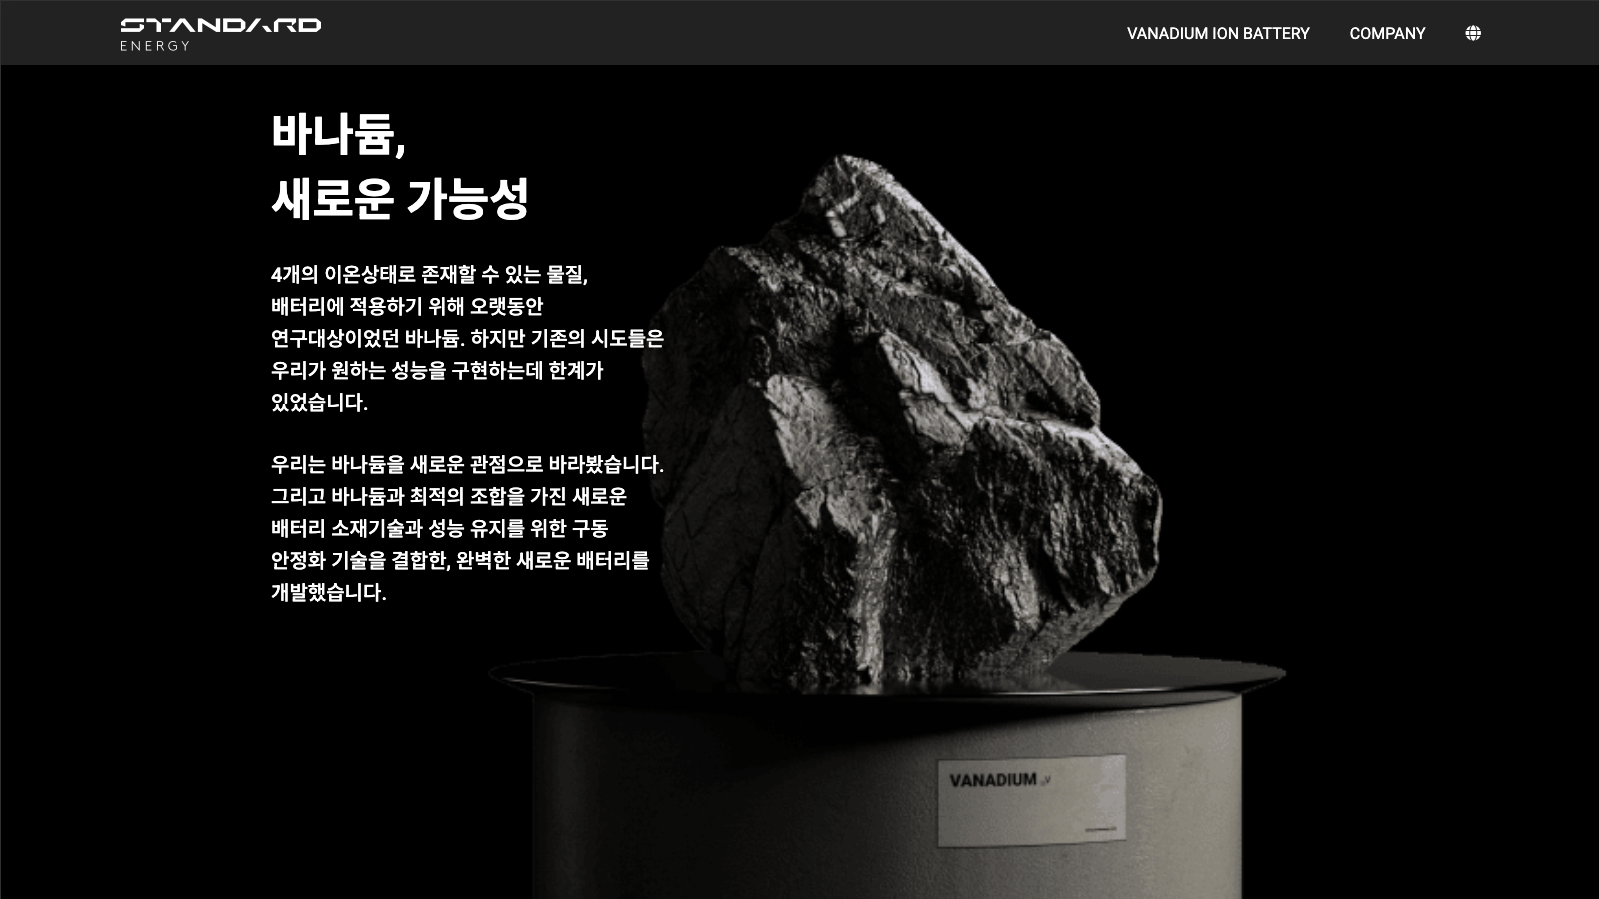 STANDARD
ENERGY
VANADIUM ION BATTERY
COMPANY
바나듐,
새로운 가능성
4개의 이온상태로 존재할 수 있는 물질,
배터리에 적용하기 위해 오랫동안
연구대상이었던 바나듐. 하지만 기존의 시도들은
우리가 원하는 성능을 구현하는데 한계가
있었습니다.
우리는 바나듐을 새로운 관점으로 바라봤습니다.
그리고 바나듐과 최적의 조합을 가진 새로운
배터리 소재기술과 성능 유지를 위한 구동
안정화 기술을 결합한, 완벽한 새로운 배터리를
개발했습니다.
VANADIUM